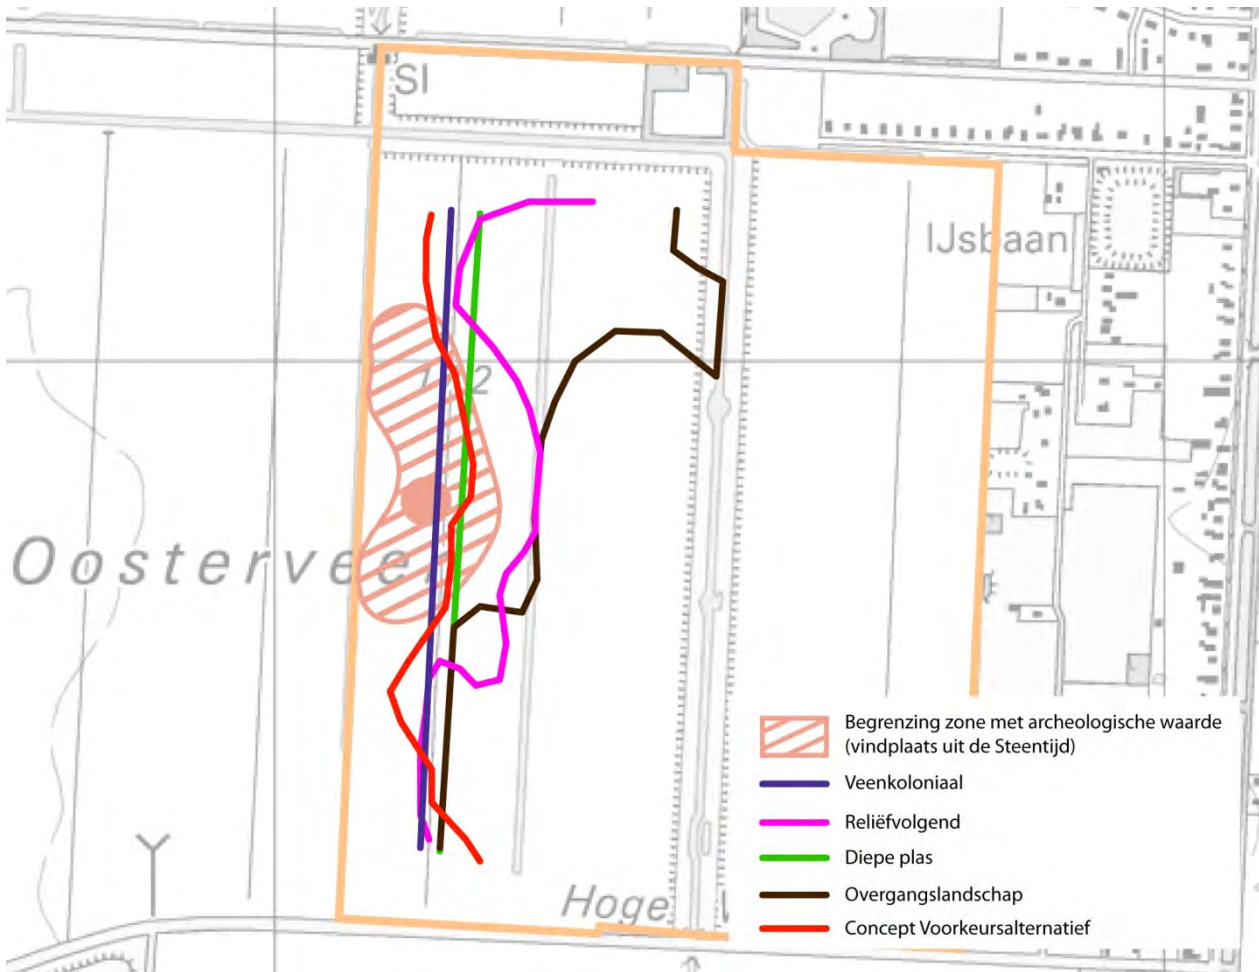 SI
IJsbaan
2
Oosterveen
Hoge
Begrenzing zone met archeologische waarde
(vindplaats uit de Steentijd)
Veenkoloniaal
Reliëfvolgend
Diepe plas
Overgangslandschap
Concept Voorkeursalternatief